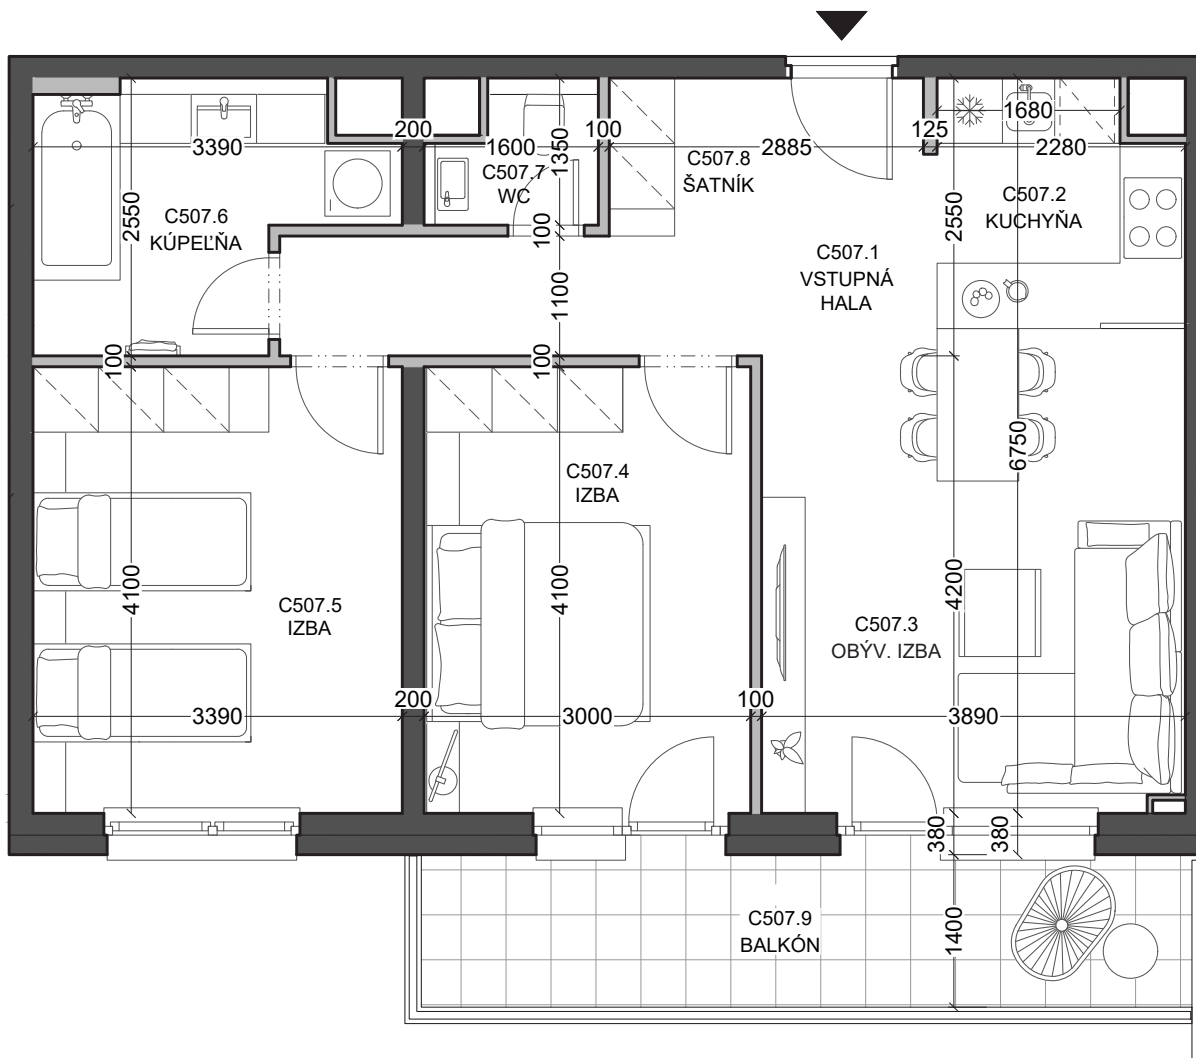 1680
3390
200
1600
1350
100
2885
125
2280
C507.7
WC
C507.8
ŠATNÍK
C507.2
KUCHYŇA
2550
C507.6
KÚPEĽŇA
100
2550
C507.1
VSTUPNÁ
HALA
1100
100
100
6750
C507.4
IZBA
4100
4100
4200
C507.5
IZBA
C507.3
OBÝV. IZBA
3390
200
3000
100
3890
380
380
C507.9
BALKÓN
1400